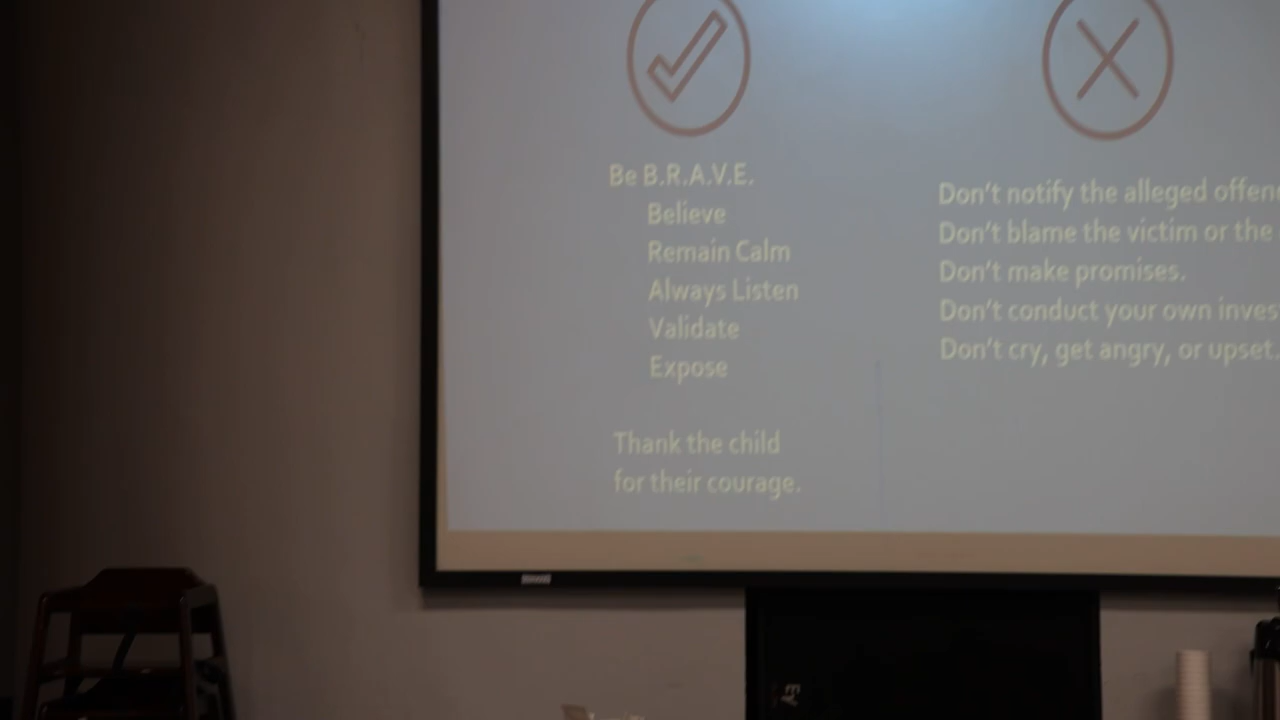 Be B.R.A.V.E.
Believe
Remain Calm
Always Listen
Validate
Expose
Thank the child
for their courage.
Don't notify the alleged
Don't blame the victim or the
Don't make promises.
Don't conduct your own
Don't cry, get angry, or upset.